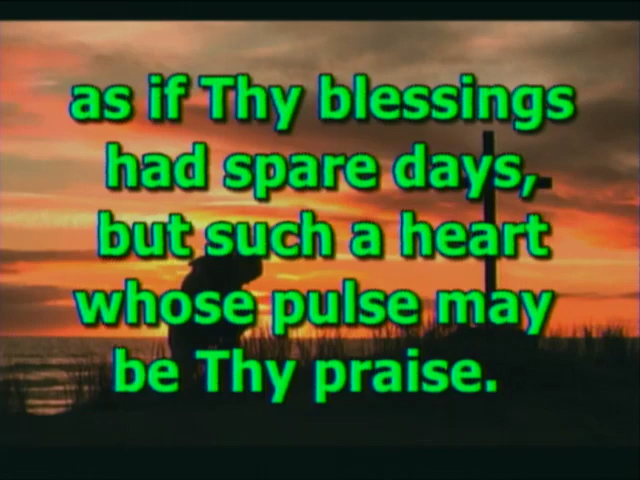 as if Thy blessings
had spare days,
but such a heart
whose pulse may
be Thy praise.